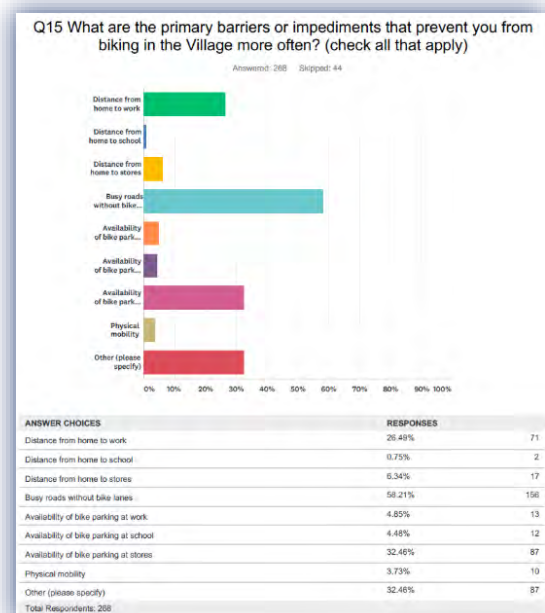 Q15 What are the primary barriers or impediments that prevent you from
biking in the Village more often? (check all that apply)
Answered: 268 Skipped: 44
Distance from
home to work
Distance from
home to school
Distance from
home to stores
Busy roads
without bike...
Availability
of bike park...
Availability
of bike park...
Availability
of bike park...
Physical
mobility
Other (please
specify)
0% 10% 20% 30% 40% 50% 60% 70% 80% 90% 100%
ANSWER CHOICES RESPONSES
Distance from home to work 26.49% 71
Distance from home to school 0.75% 2
Distance from home to stores 6.34% 17
Busy roads without bike lanes 58.21% 156
Availability of bike parking at work 4.85% 13
Availability of bike parking at school 4.48% 12
Availability of bike parking at stores 32.46% 87
Physical mobility 3.73% 10
Other (please specify) 32.46% 87
Total Respondents: 268